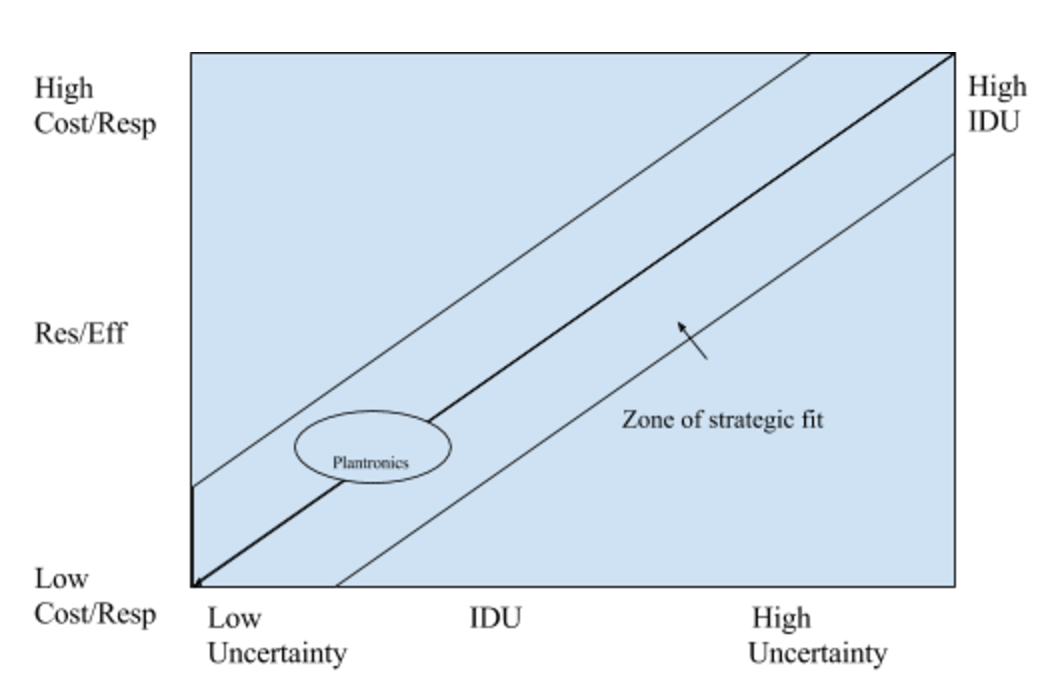 High
Cost/Resp
High
IDU
Res/Eff
Zone of strategic fit
Plantronics
Low
Cost/Resp
Low
Uncertainty
IDU
High
Uncertainty